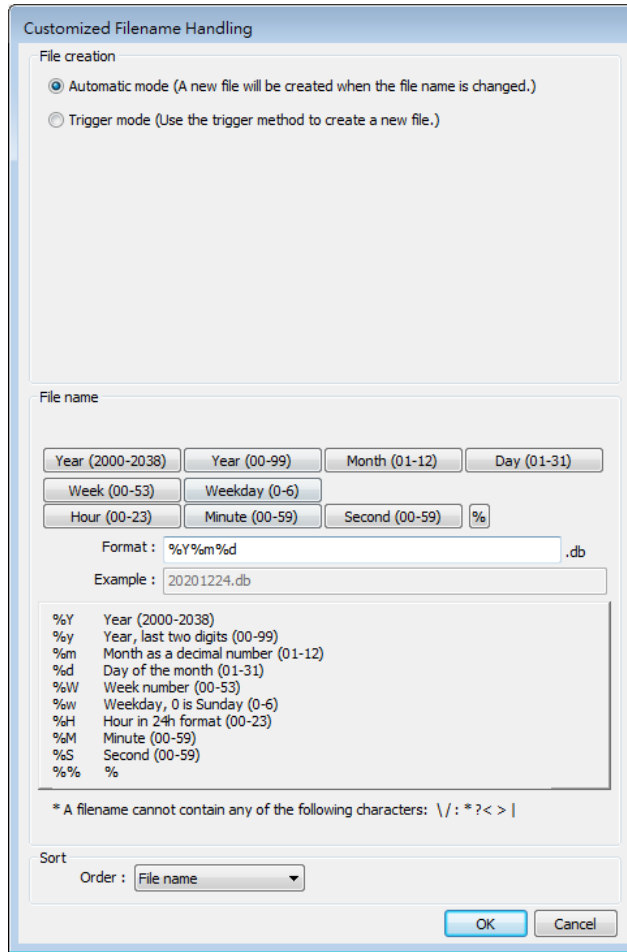 Customized Filename Handling
File creation
Automatic mode (A new file will be created when the file name is changed.)
Trigger mode (Use the trigger method to create a new file.)
File name
Year (2000-2038) Year (00-99) Month (01-12) Day (01-31)
Week (00-53) Weekday (0-6)
Hour (00-23) Minute (00-59) Second (00-59) %
Format : %Y%m%d .db
Example : 20201224.db
%Y Year (2000-2038)
%y Year, last two digits (00-99)
%m Month as a decimal number (01-12)
%d Day of the month (01-31)
%W Week number (00-53)
%w Weekday, 0 is Sunday (0-6)
%H Hour in 24h format (00-23)
%M Minute (00-59)
%S Second (00-59)
%% %
* A filename cannot contain any of the following characters: \ / : * ? < > |
Sort
Order : File name
OK Cancel